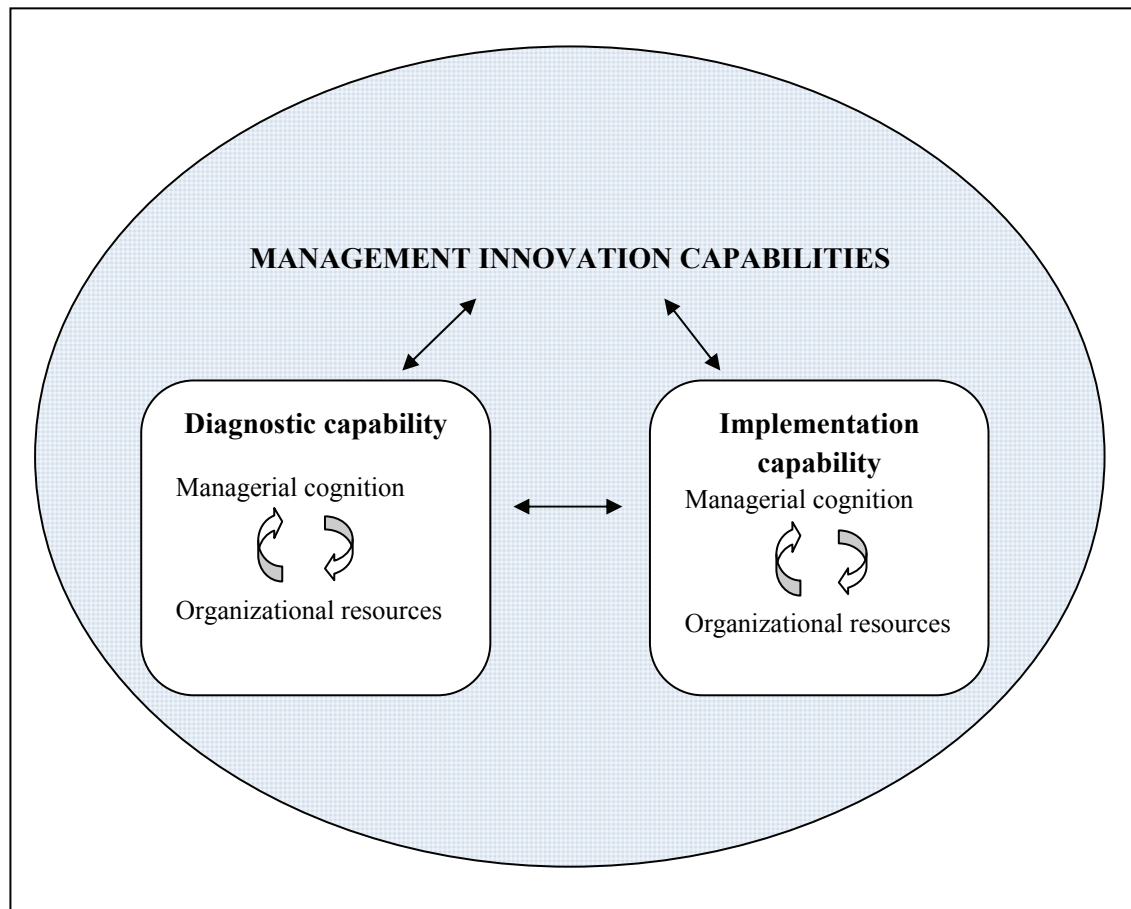 MANAGEMENT INNOVATION CAPABILITIES
Diagnostic capability
Managerial cognition
Organizational resources
Implementation
capability
Managerial cognition
Organizational resources